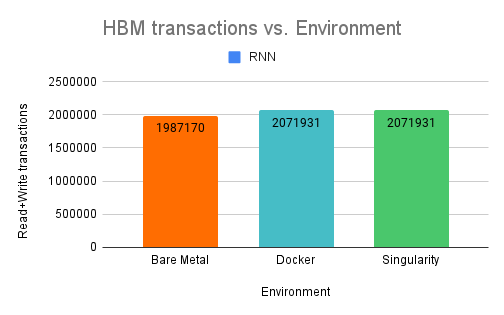 HBM transactions vs. Environment
RNN
Read+Write transactions
2500000
2000000
1500000
1000000
500000
0
1987170
2071931
2071931
Bare Metal
Docker
Singularity
Environment